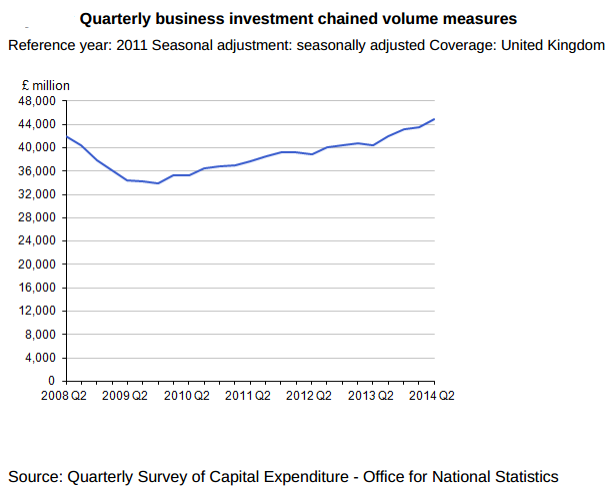 Quarterly business investment chained volume measures
Reference year: 2011 Seasonal adjustment: seasonally adjusted Coverage: United Kingdom
£ million
48,000
44,000
40,000
36,000
32,000
28,000
24,000
20,000
16,000
12,000
8,000
4,000
0
2008 Q2 2009 Q2 2010 Q2 2011 Q2 2012 Q2 2013 Q2 2014 Q2
Source: Quarterly Survey of Capital Expenditure - Office for National Statistics